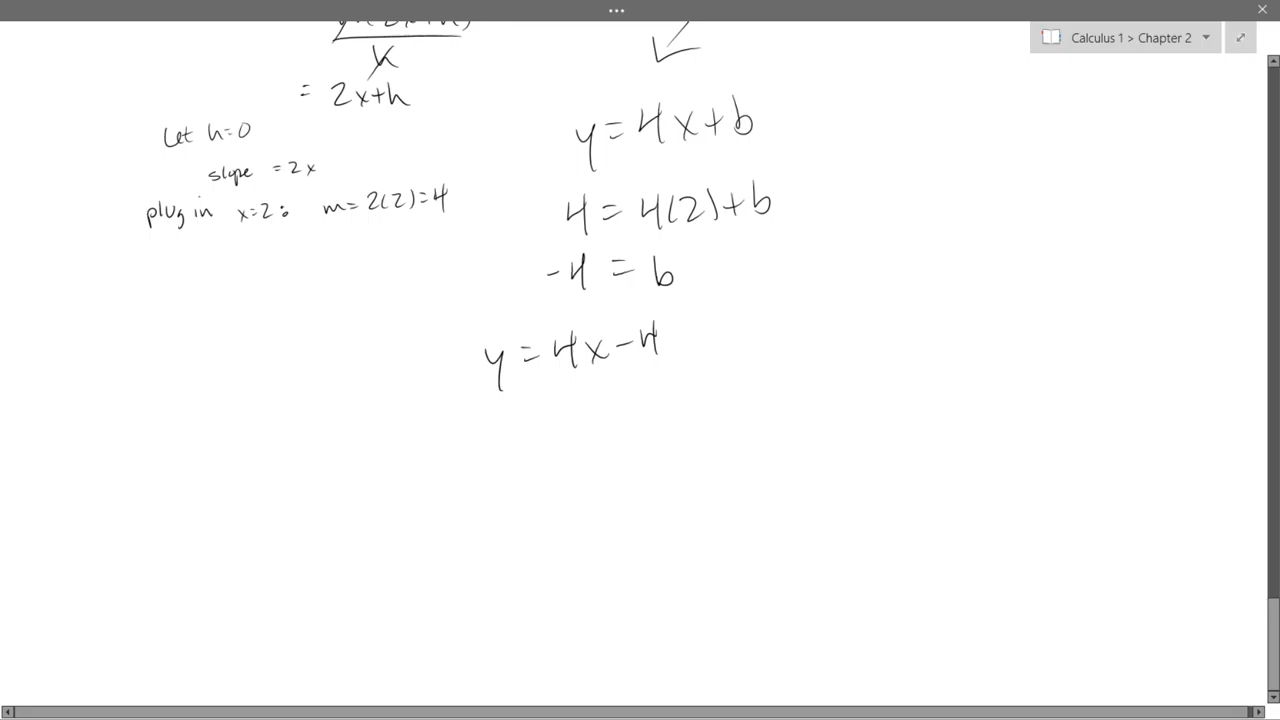 Calculus 1 > Chapter 2
= 2x+h
Let h=0
slope = 2x
plug in x=2: m=2(2)=4
y=4x+b
4=4(2)+b
-4=b
y=4x-4